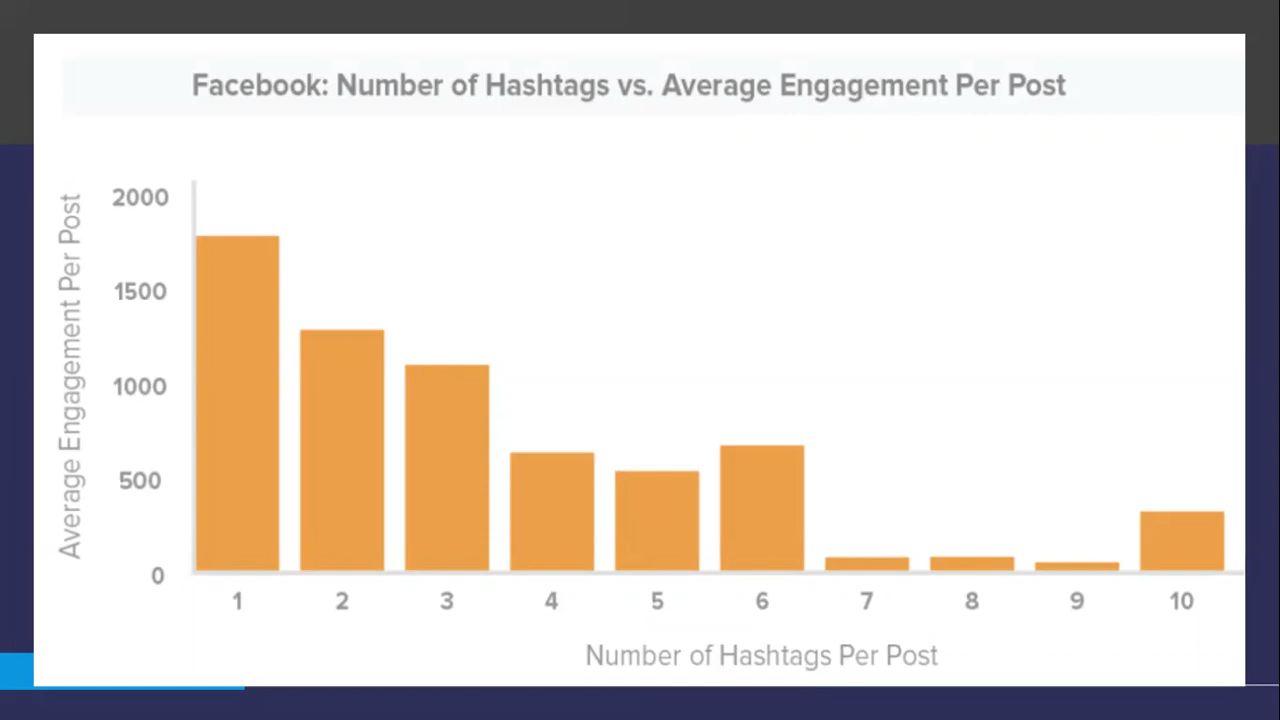 Facebook: Number of Hashtags vs. Average Engagement Per Post
Average Engagement Per Post
2000
1500
1000
500
0
1 2 3 4 5 6 7 8 9 10
Number of Hashtags Per Post